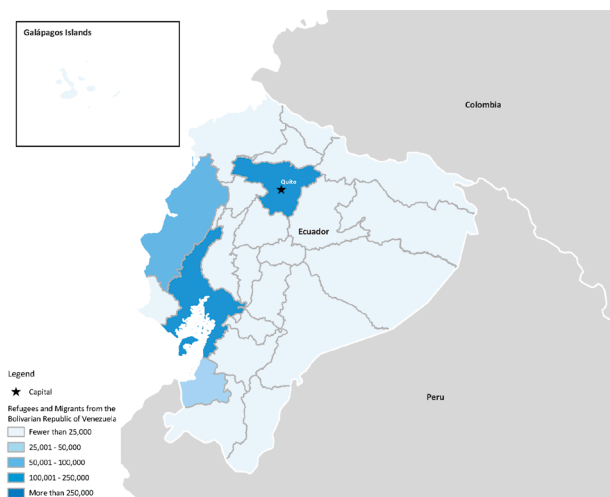 Galápagos Islands
Colombia
Quito
Ecuador
Peru
Legend
Capital
Refugees and Migrants from the
Bolivarian Republic of Venezuela
Fewer than 25,000
25,001 - 50,000
50,001 - 100,000
100,001 - 250,000
More than 250,000